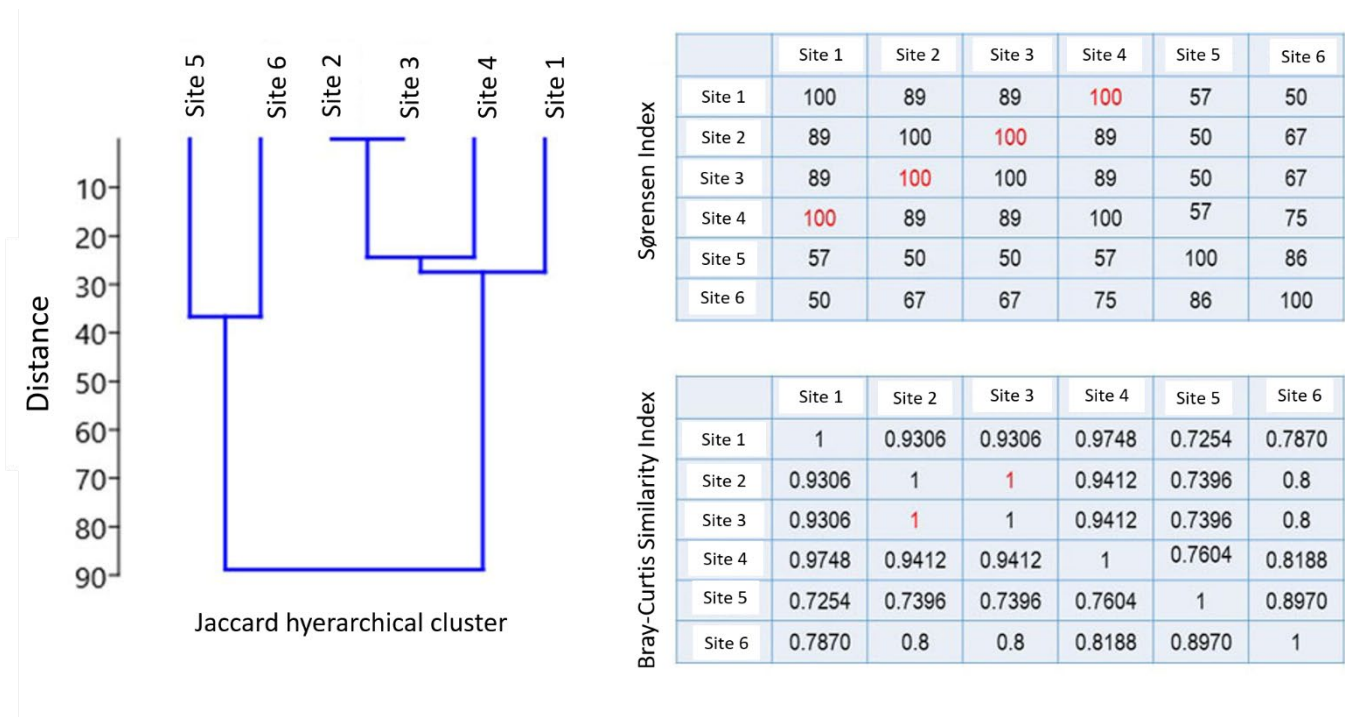 Site 5
Site 6
Site 2
Site 3
Site 4
Site 1
10
20
30
40
50
60
70
80
90
Distance
Jaccard hyerarchical cluster
Sørensen Index
Site 1 Site 2 Site 3 Site 4 Site 5 Site 6
Site 1 100 89 89 100 57 50
Site 2 89 100 100 89 50 67
Site 3 89 100 100 89 50 67
Site 4 100 89 89 100 57 75
Site 5 57 50 50 57 100 86
Site 6 50 67 67 75 86 100
Bray-Curtis Similarity Index
Site 1 Site 2 Site 3 Site 4 Site 5 Site 6
Site 1 1 0.9306 0.9306 0.9748 0.7254 0.7870
Site 2 0.9306 1 1 0.9412 0.7396 0.8
Site 3 0.9306 1 1 0.9412 0.7396 0.8
Site 4 0.9748 0.9412 0.9412 1 0.7604 0.8188
Site 5 0.7254 0.7396 0.7396 0.7604 1 0.8970
Site 6 0.7870 0.8 0.8 0.8188 0.8970 1